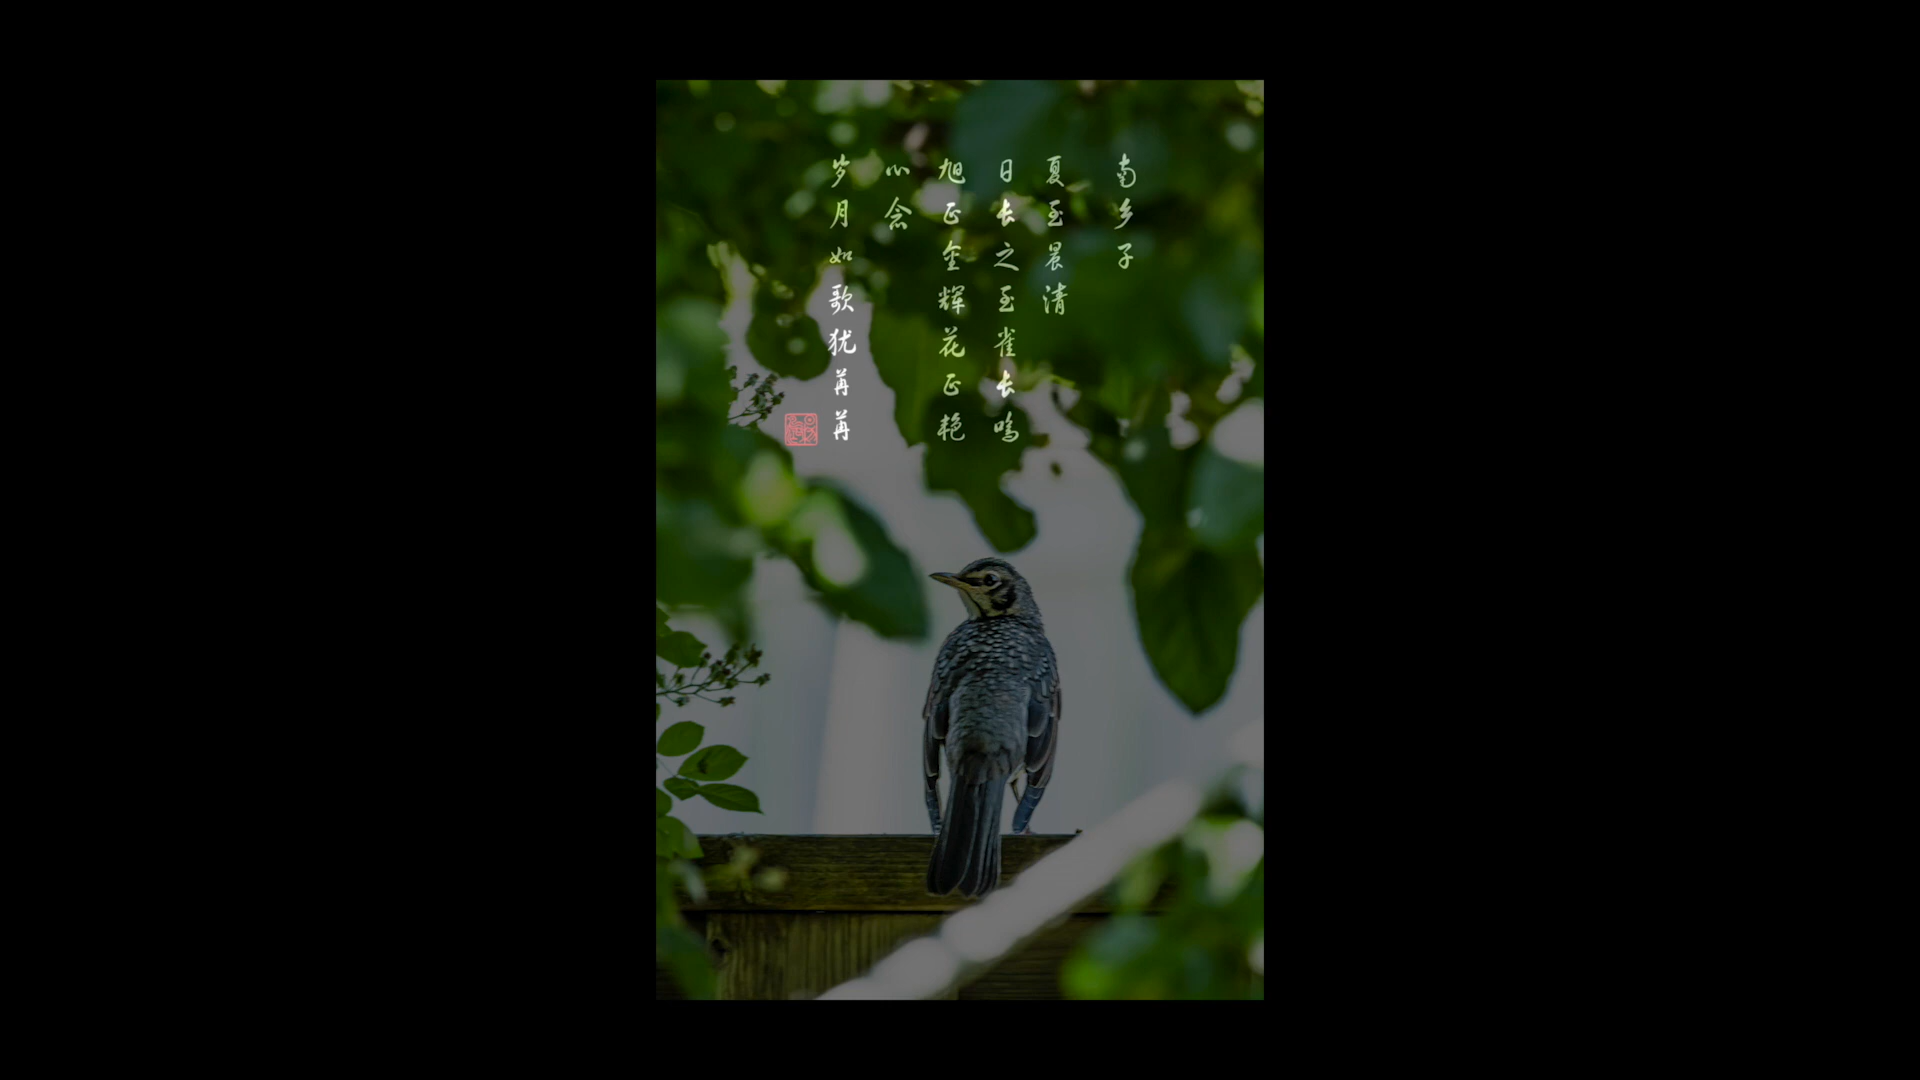 南乡子
夏至晨清
日长之至雀长鸣
旭正金辉花正艳
心念
岁月如歌犹苒苒